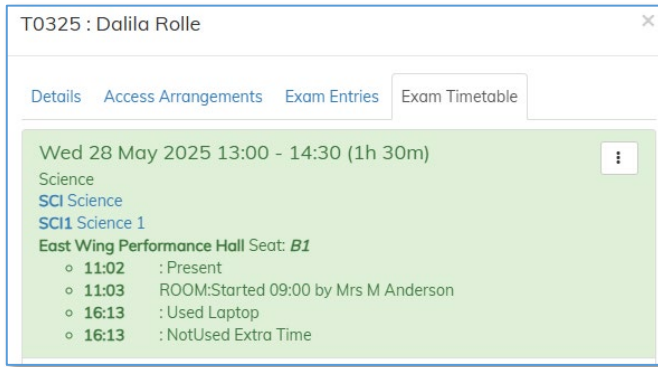 T0325 : Dalila Rolle ×
Details Access Arrangements Exam Entries Exam Timetable
Wed 28 May 2025 13:00 - 14:30 (1h 30m)
Science
SCI Science
SCI1 Science 1
East Wing Performance Hall Seat: B1
11:02 : Present
11:03 ROOM:Started 09:00 by Mrs M Anderson
16:13 : Used Laptop
16:13 : NotUsed Extra Time